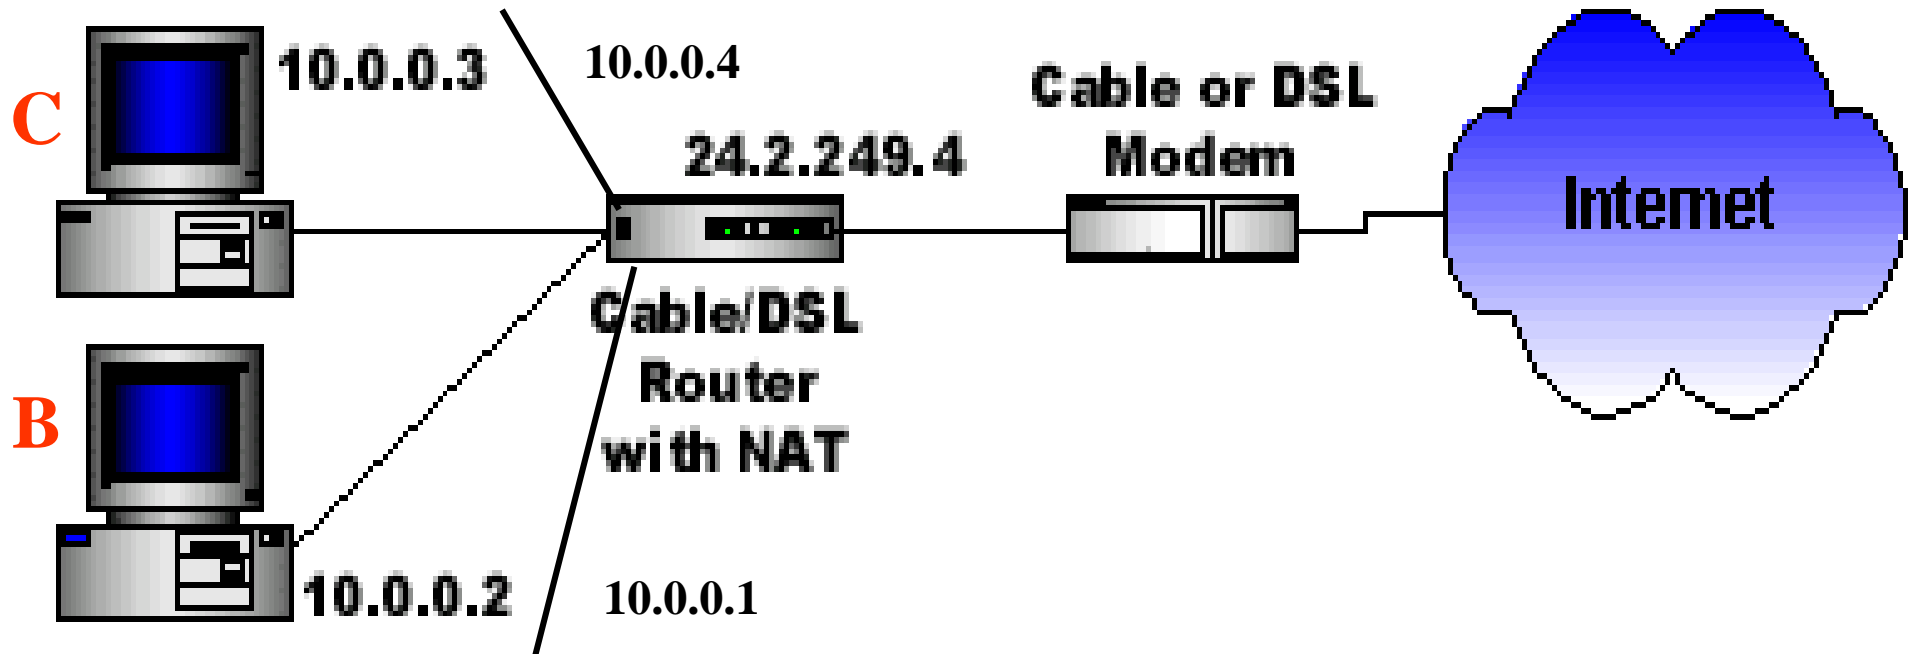 C
10.0.0.3
10.0.0.4
24.2.249.4
Cable or DSL
Modem
Internet
Cable/DSL
Router
with NAT
B
10.0.0.2
10.0.0.1